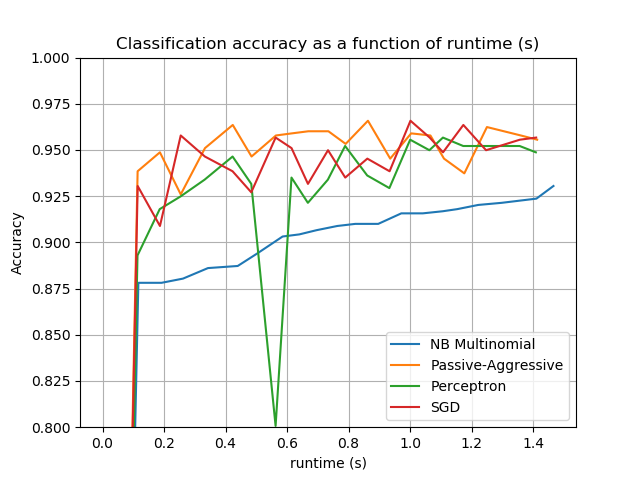 Classification accuracy as a function of runtime (s)
1.000
0.975
0.950
0.925
0.900
0.875
0.850
0.825
0.800
Accuracy
NB Multinomial
Passive-Aggressive
Perceptron
SGD
0.0 0.2 0.4 0.6 0.8 1.0 1.2 1.4
runtime (s)